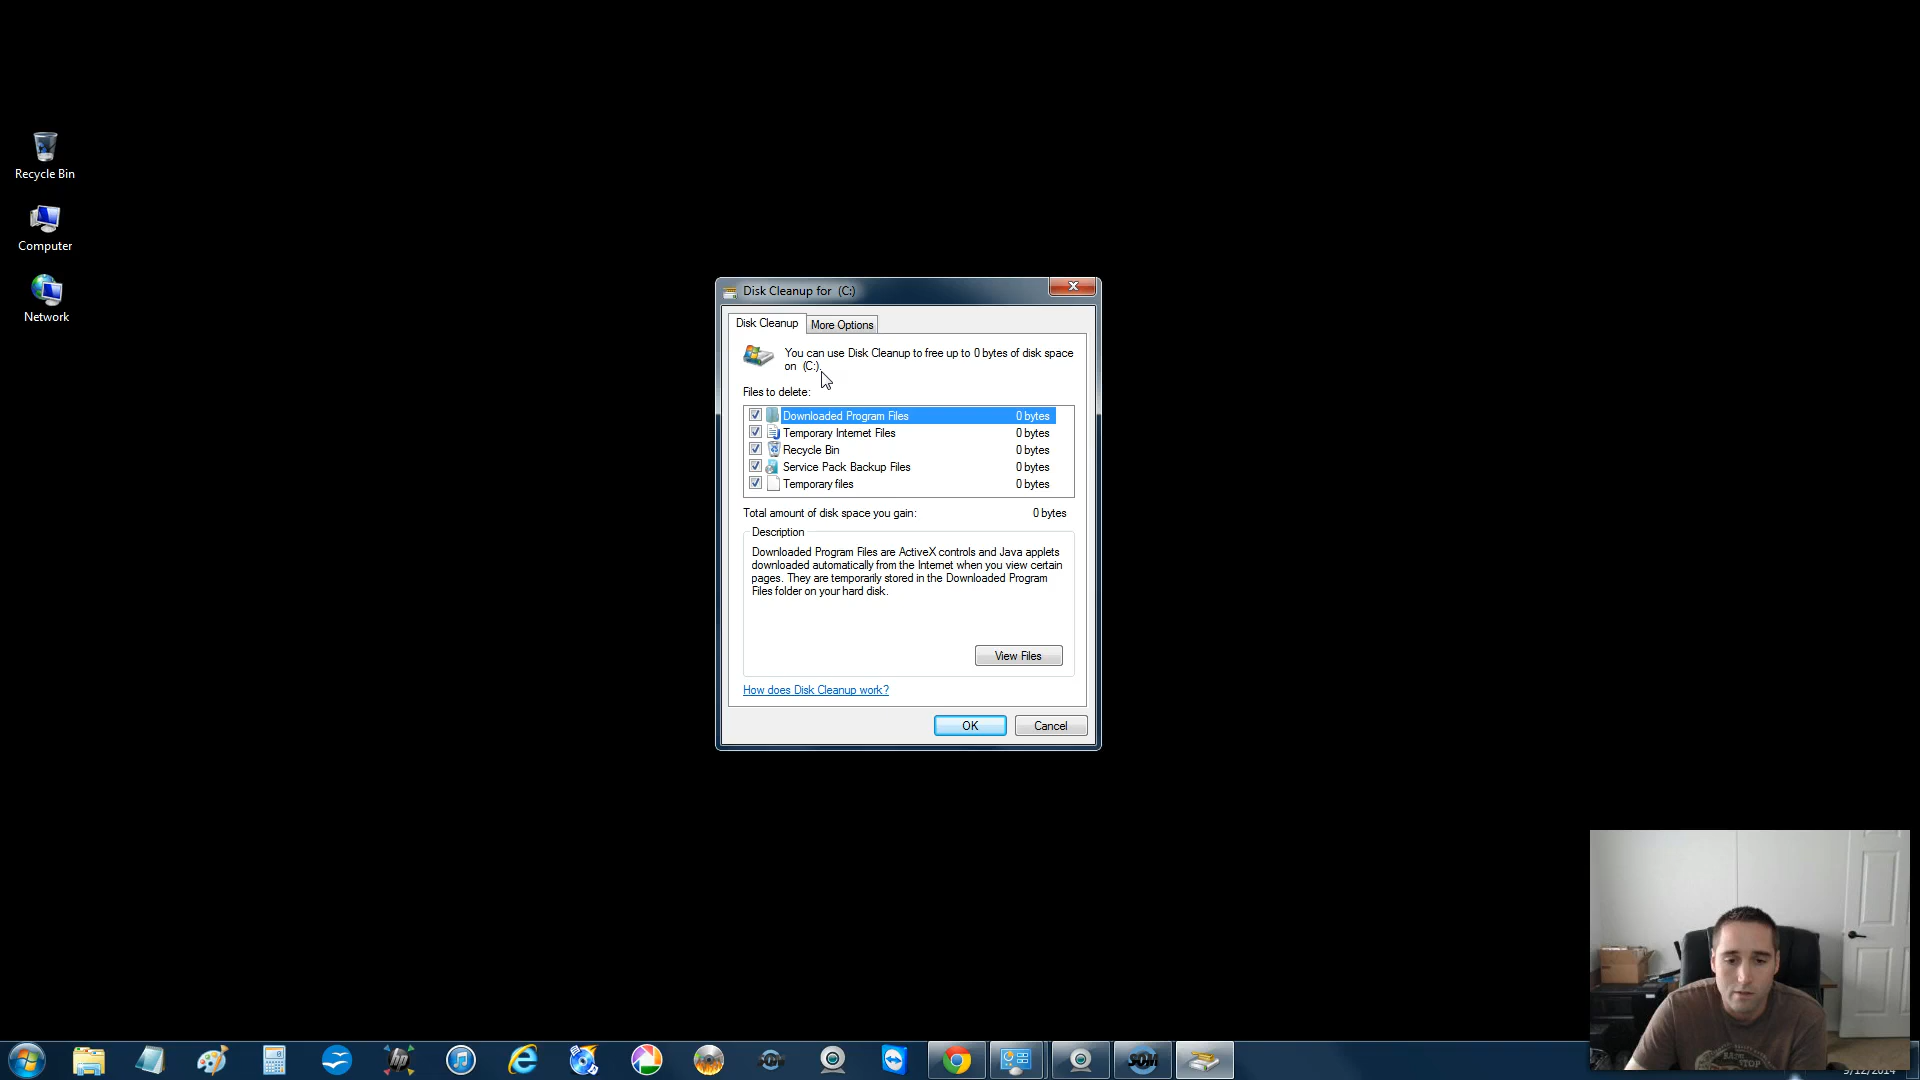 Recycle Bin
Computer
Network
Disk Cleanup for (C:)
Disk Cleanup
More Options
You can use Disk Cleanup to free up to 0 bytes of disk space
on (C:).
Files to delete:
Downloaded Program Files 0 bytes
Temporary Internet Files 0 bytes
Recycle Bin 0 bytes
Service Pack Backup Files 0 bytes
Temporary files 0 bytes
Total amount of disk space you gain: 0 bytes
Description
Downloaded Program Files are ActiveX controls and Java applets
downloaded automatically from the Internet when you view certain
pages. They are temporarily stored in the Downloaded Program
Files folder on your hard disk.
View Files
How does Disk Cleanup work?
OK
Cancel
hp
SOM
9/12/2014